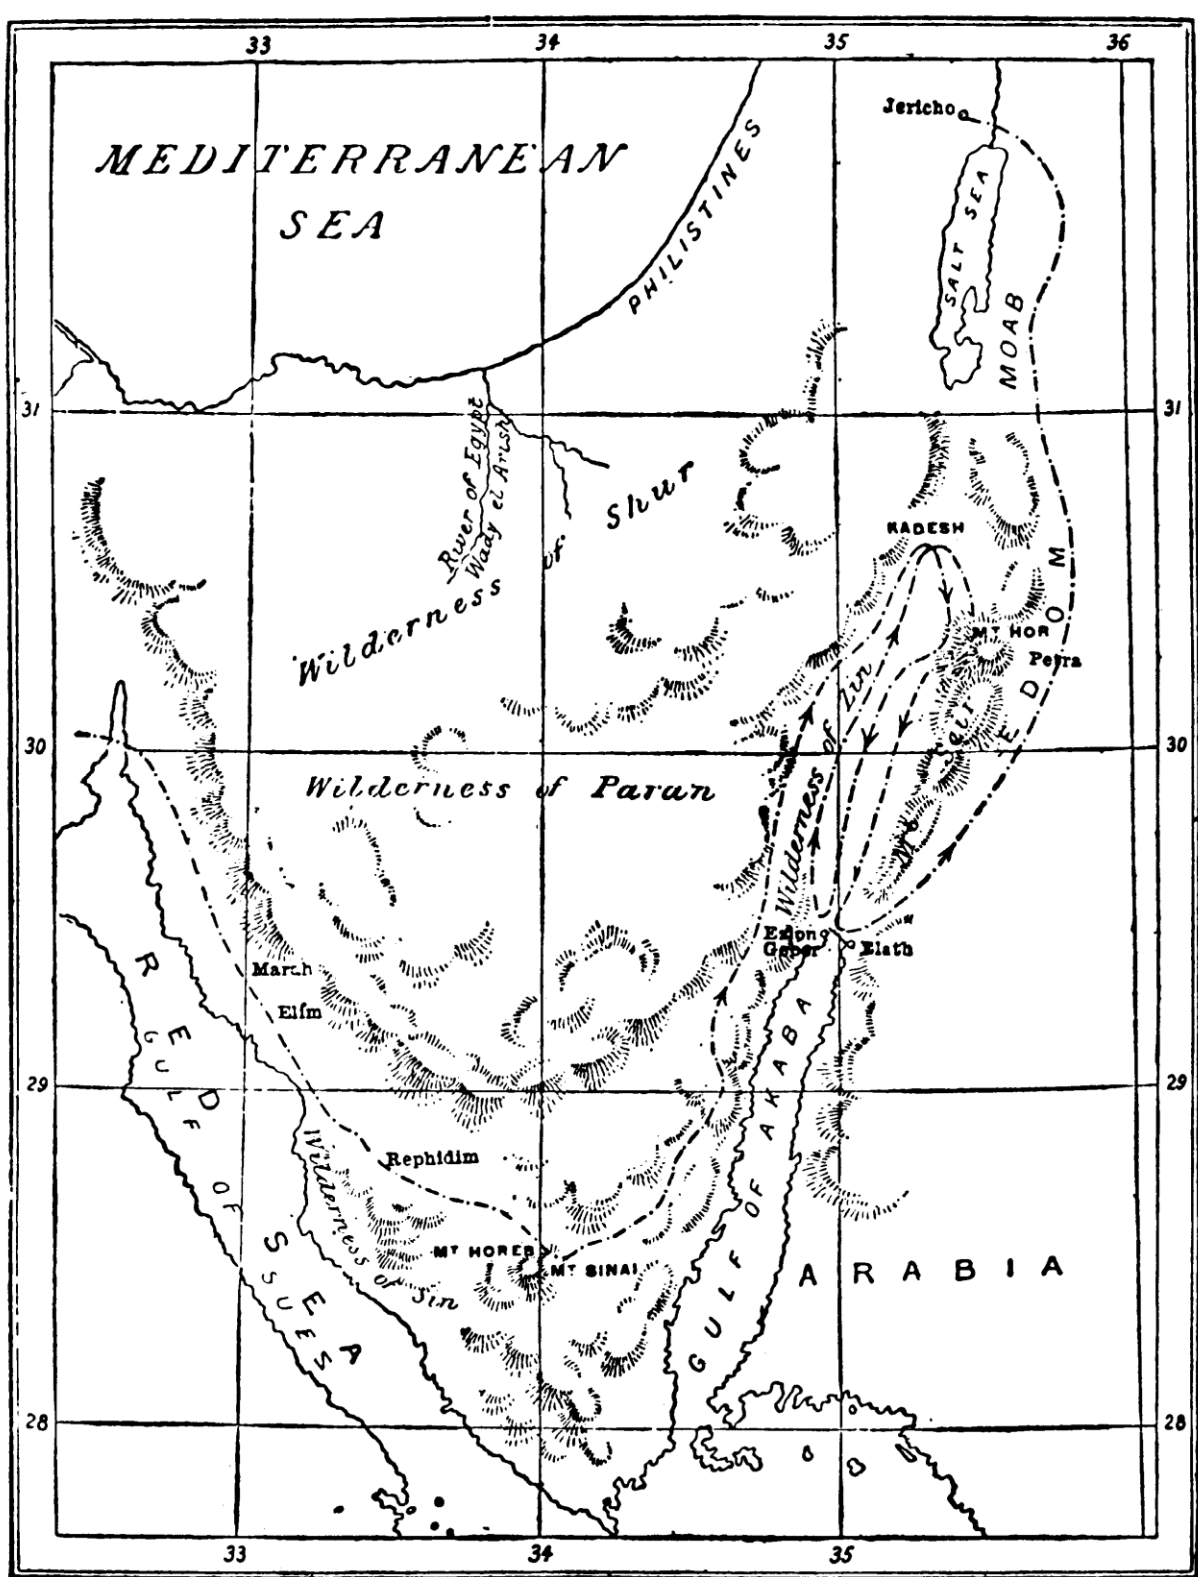 33 34 35 36
Jericho
MEDITERRANEAN
SEA
PHILISTINES
SALT SEA
MOAB
31 31
River of Egypt
Wady el Arish
Wilderness of Shur
KADESH
EDOM
MT HOR
Petra
Wilderness of Zin
Mt Seir
30 30
Wilderness of Paran
Ezion
Geber
Elath
Marah
Elim
RED SEA
GULF OF SUEZ
29 29
GULF OF AKABA
Rephidim
Wilderness of Sin
MT HOREB
MT SINAI
ARABIA
28 28
33 34 35